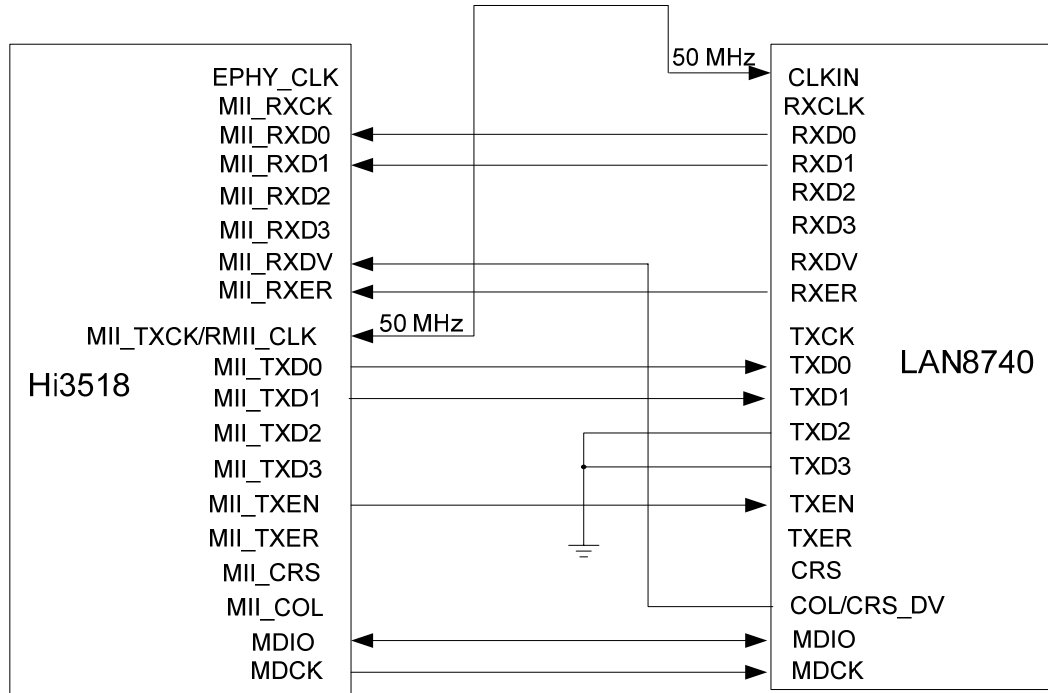 50 MHz
EPHY_CLK
MII_RXCK
MII_RXD0
MII_RXD1
MII_RXD2
MII_RXD3
MII_RXDV
MII_RXER
MII_TXCK/RMII_CLK
50 MHz
MII_TXD0
MII_TXD1
MII_TXD2
MII_TXD3
MII_TXEN
MII_TXER
MII_CRS
MII_COL
MDIO
MDCK
Hi3518
CLKIN
RXCLK
RXD0
RXD1
RXD2
RXD3
RXDV
RXER
TXCK
TXD0
TXD1
TXD2
TXD3
TXEN
TXER
CRS
COL/CRS_DV
MDIO
MDCK
LAN8740